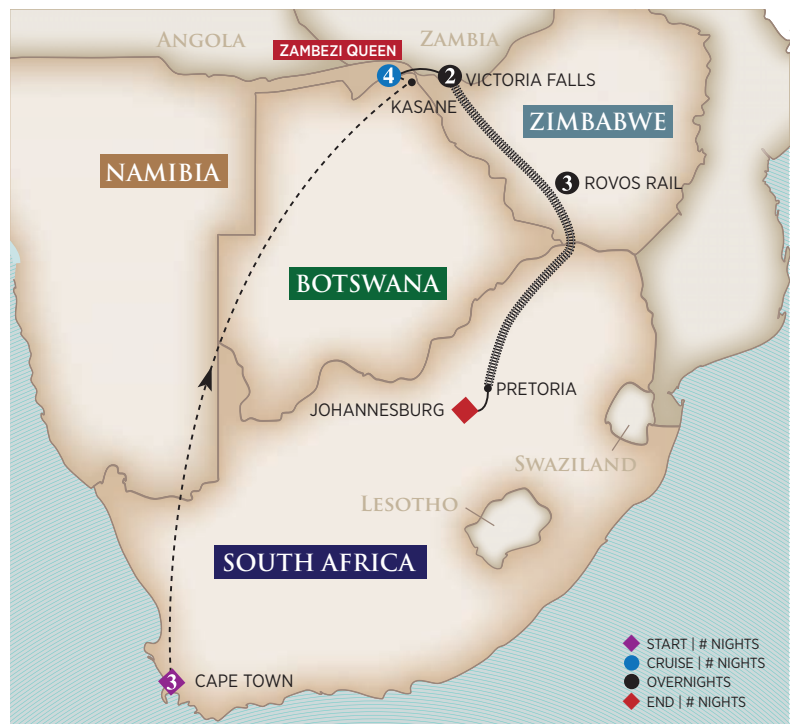 ANGOLA
ZAMBIA
ZAMBEZI QUEEN
4
2
VICTORIA FALLS
KASANE
ZIMBABWE
NAMIBIA
3
ROVOS RAIL
BOTSWANA
PRETORIA
JOHANNESBURG
SWAZILAND
LESOTHO
SOUTH AFRICA
3
CAPE TOWN
START | # NIGHTS
CRUISE | # NIGHTS
OVERNIGHTS
END | # NIGHTS